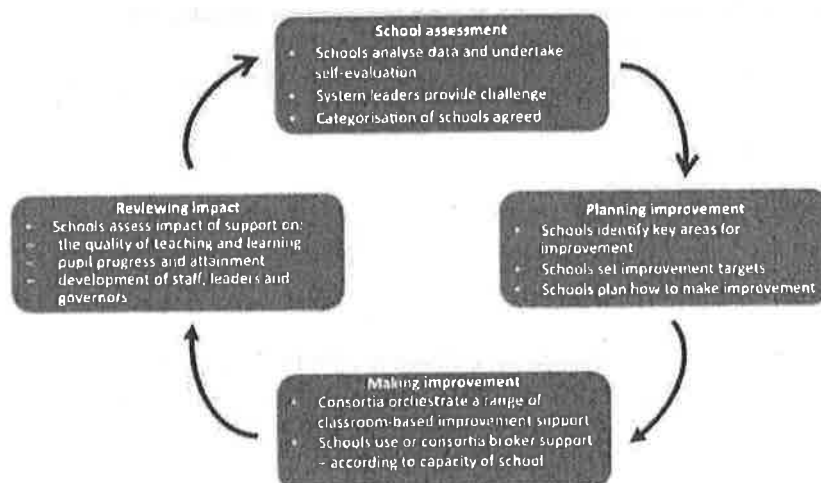 School assessment
• Schools analyse data and undertake
self-evaluation
• System leaders provide challenge
• Categorisation of schools agreed
Planning improvement
• Schools identify key areas for
improvement
• Schools set improvement targets
• Schools plan how to make improvement
Making improvement
• Consortia orchestrate a range of
classroom-based improvement support
• Schools use or consortia broker support
– according to capacity of school
Reviewing impact
• Schools assess impact of support on:
– the quality of teaching and learning
– pupil progress and attainment
– development of staff, leaders and
governors